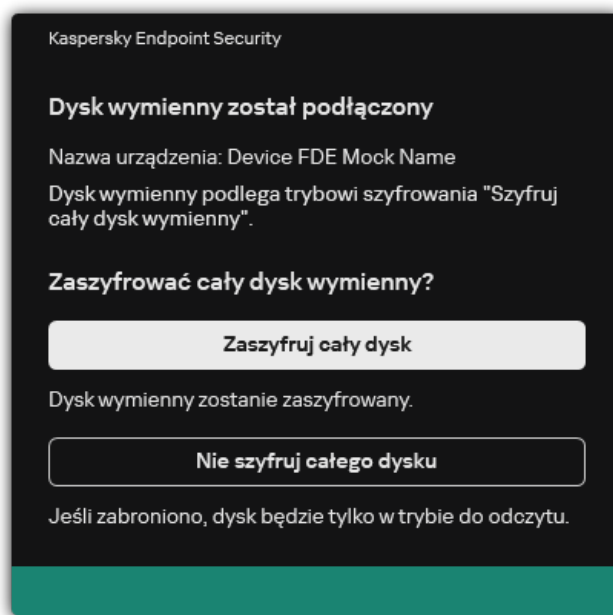 Kaspersky Endpoint Security
Dysk wymienny został podłączony
Nazwa urządzenia: Device FDE Mock Name
Dysk wymienny podlega trybowi szyfrowania "Szyfruj
cały dysk wymienny".
Zaszyfrować cały dysk wymienny?
Zaszyfruj cały dysk
Dysk wymienny zostanie zaszyfrowany.
Nie szyfruj całego dysku
Jeśli zabroniono, dysk będzie tylko w trybie do odczytu.